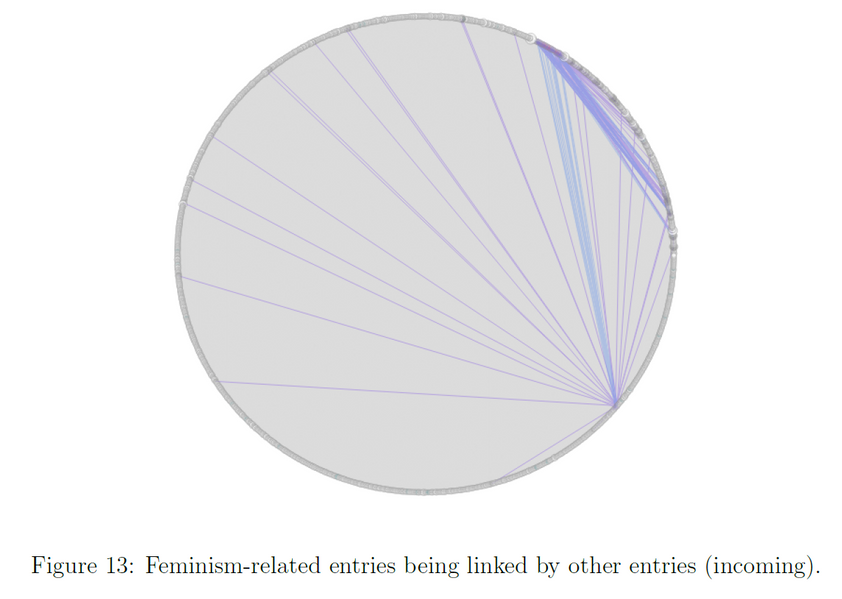 Figure 13: Feminism-related entries being linked by other entries (incoming).